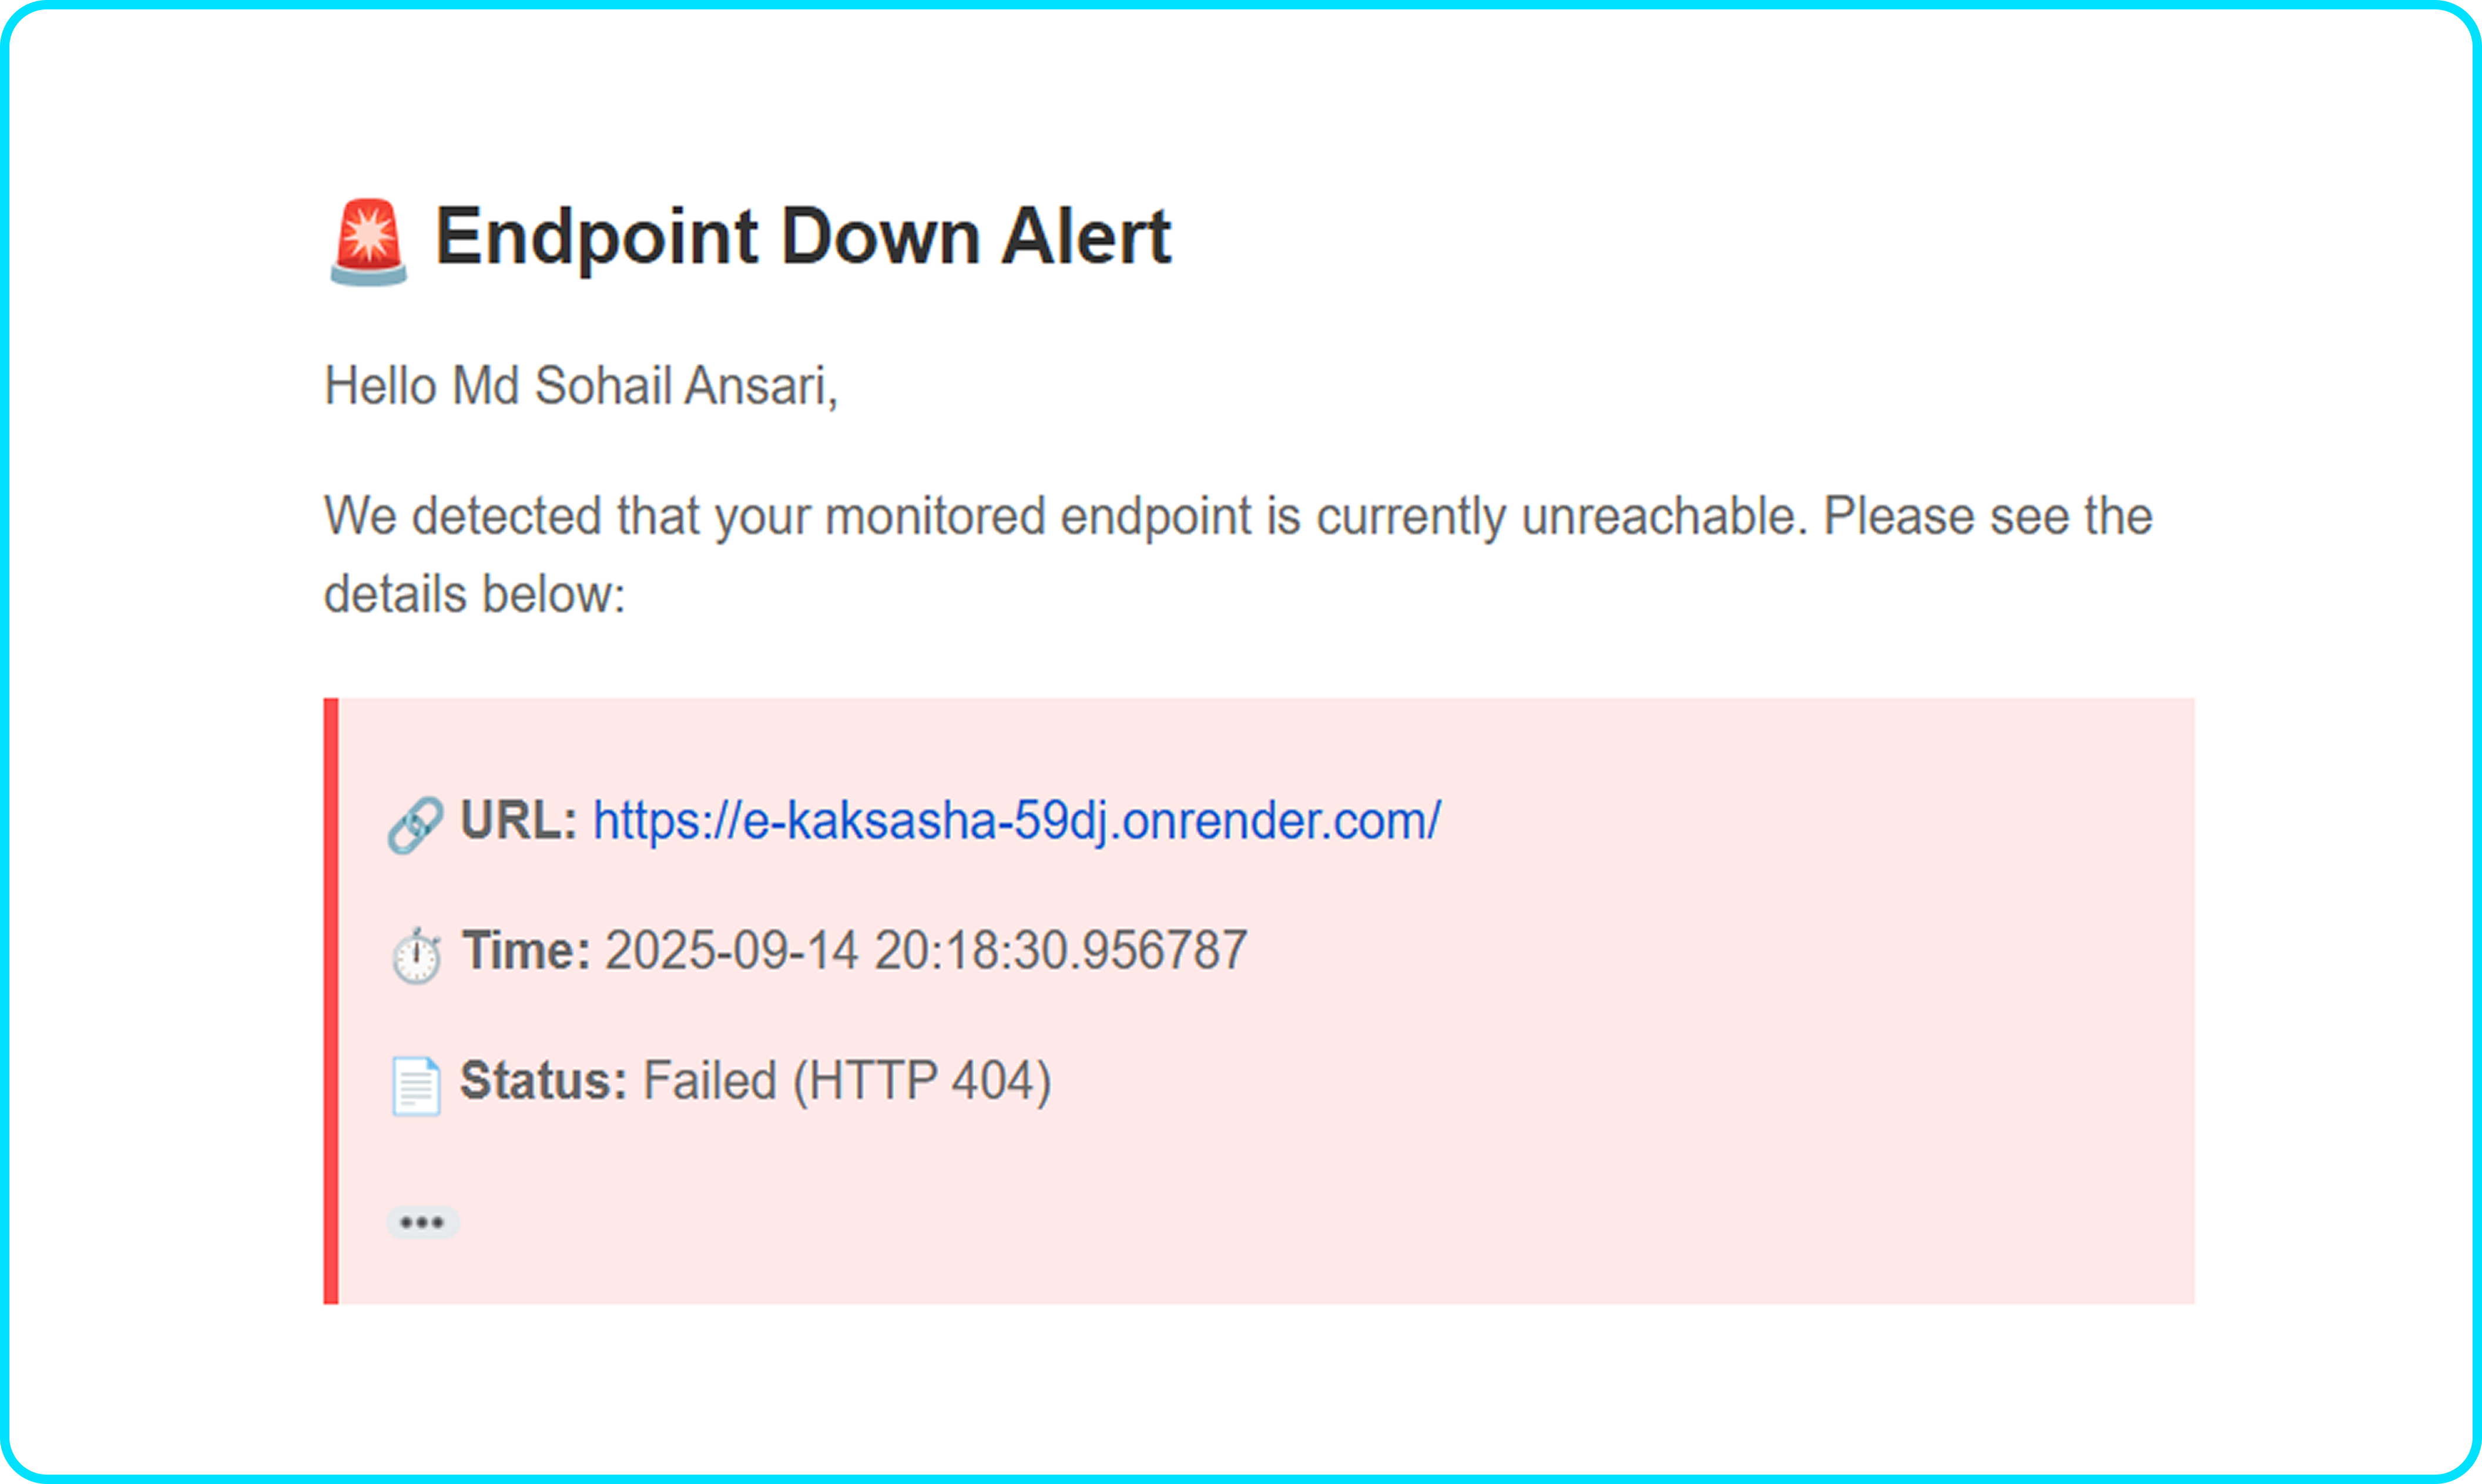 🚨 Endpoint Down Alert
Hello Md Sohail Ansari,
We detected that your monitored endpoint is currently unreachable. Please see the
details below:
🔗 URL: https://e-kaksasha-59dj.onrender.com/
⏱️ Time: 2025-09-14 20:18:30.956787
📄 Status: Failed (HTTP 404)
•••